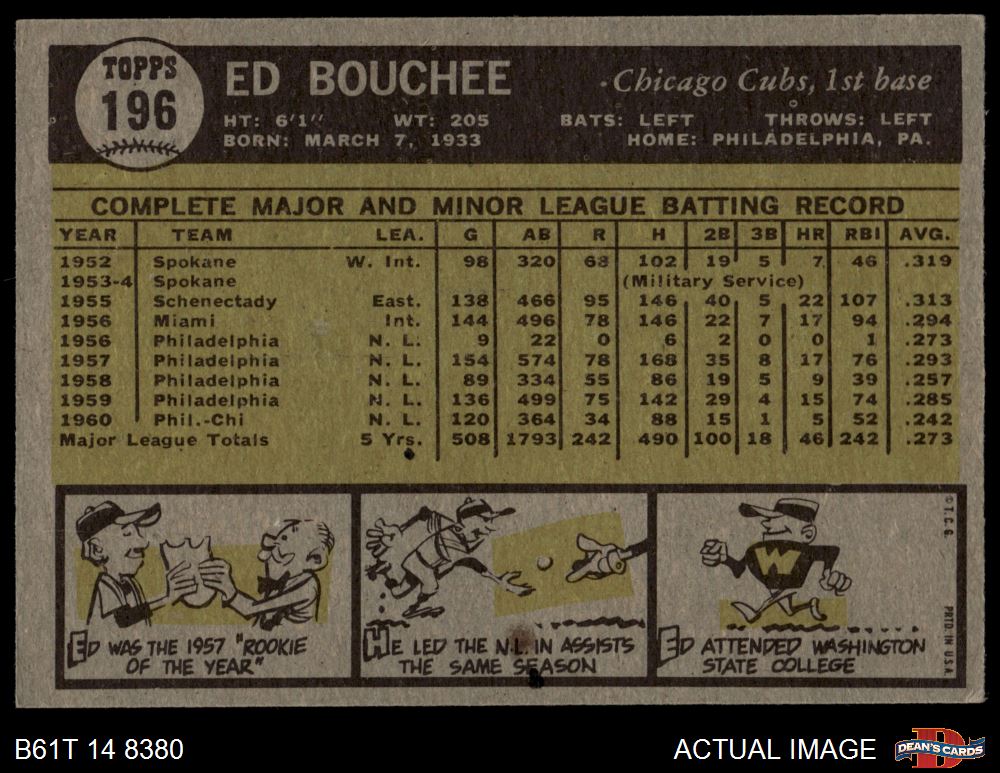 TOPPS
196
ED BOUCHEE
Chicago Cubs, 1st base
HT: 6'1" WT: 205 BATS: LEFT THROWS: LEFT
BORN: MARCH 7, 1933 HOME: PHILADELPHIA, PA.
COMPLETE MAJOR AND MINOR LEAGUE BATTING RECORD
YEAR TEAM LEA. G AB R H 2B 3B HR RBI AVG.
1952 Spokane W. Int. 98 320 68 102 19 5 7 46 .319
1953-4 Spokane (Military Service)
1955 Schenectady East. 138 466 95 146 40 5 22 107 .313
1956 Miami Int. 144 496 78 146 22 7 17 94 .294
1956 Philadelphia N. L. 9 22 0 6 2 0 0 1 .273
1957 Philadelphia N. L. 154 574 78 168 35 8 17 76 .293
1958 Philadelphia N. L. 89 334 55 86 19 5 9 39 .257
1959 Philadelphia N. L. 136 499 75 142 29 4 15 74 .285
1960 Phil.-Chi N. L. 120 364 34 88 15 1 5 52 .242
Major League Totals 5 Yrs. 508 1793 242 490 100 18 46 242 .273
ED WAS THE 1957 "ROOKIE
OF THE YEAR"
HE LED THE N.L. IN ASSISTS
THE SAME SEASON
W
ED ATTENDED WASHINGTON
STATE COLLEGE
© T. C. G.
PRTD. IN U.S.A.
B61T 14 8380
ACTUAL IMAGE
D
DEAN'S CARDS